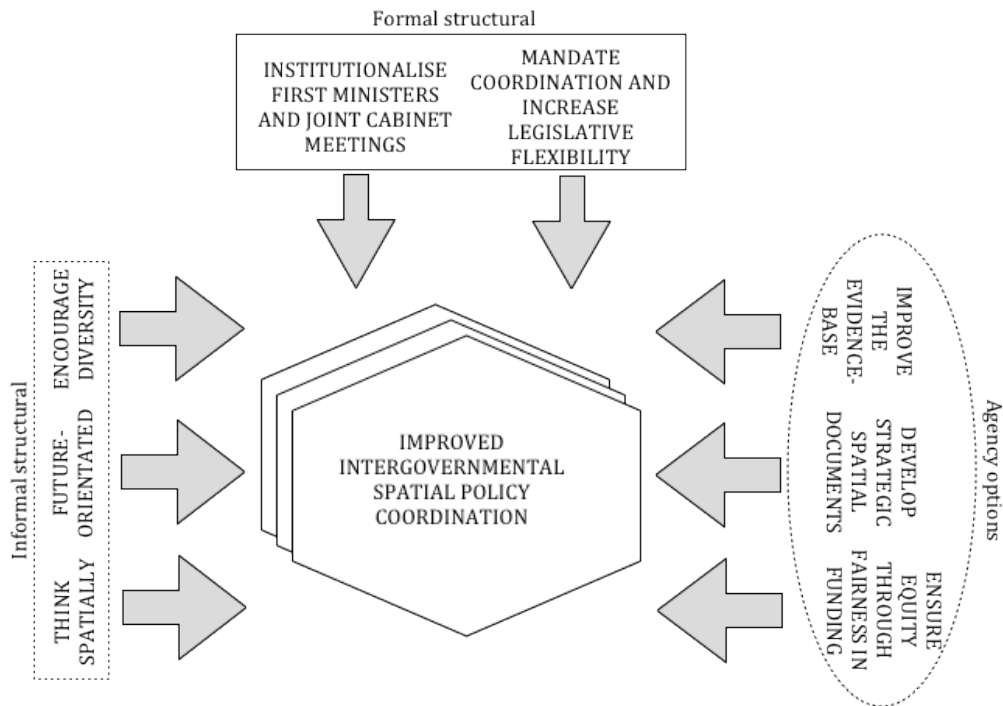 Formal structural
INSTITUTIONALISE
FIRST MINISTERS
AND JOINT CABINET
MEETINGS
MANDATE
COORDINATION AND
INCREASE
LEGISLATIVE
FLEXIBILITY
Informal structural
ENCOURAGE
DIVERSITY
FUTURE-
ORIENTATED
THINK
SPATIALLY
IMPROVED
INTERGOVERNMENTAL
SPATIAL POLICY
COORDINATION
IMPROVE
THE
EVIDENCE-
BASE
DEVELOP
STRATEGIC
SPATIAL
DOCUMENTS
ENSURE
EQUITY
THROUGH
FAIRNESS IN
FUNDING
Agency options